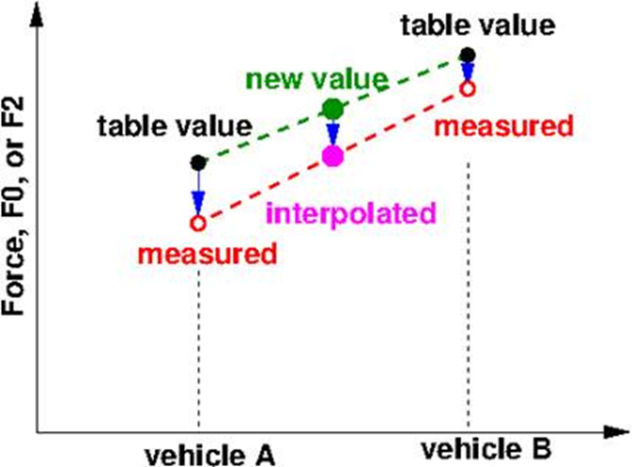 table value
new value
table value
measured
interpolated
measured
Force, F0, or F2
vehicle A
vehicle B